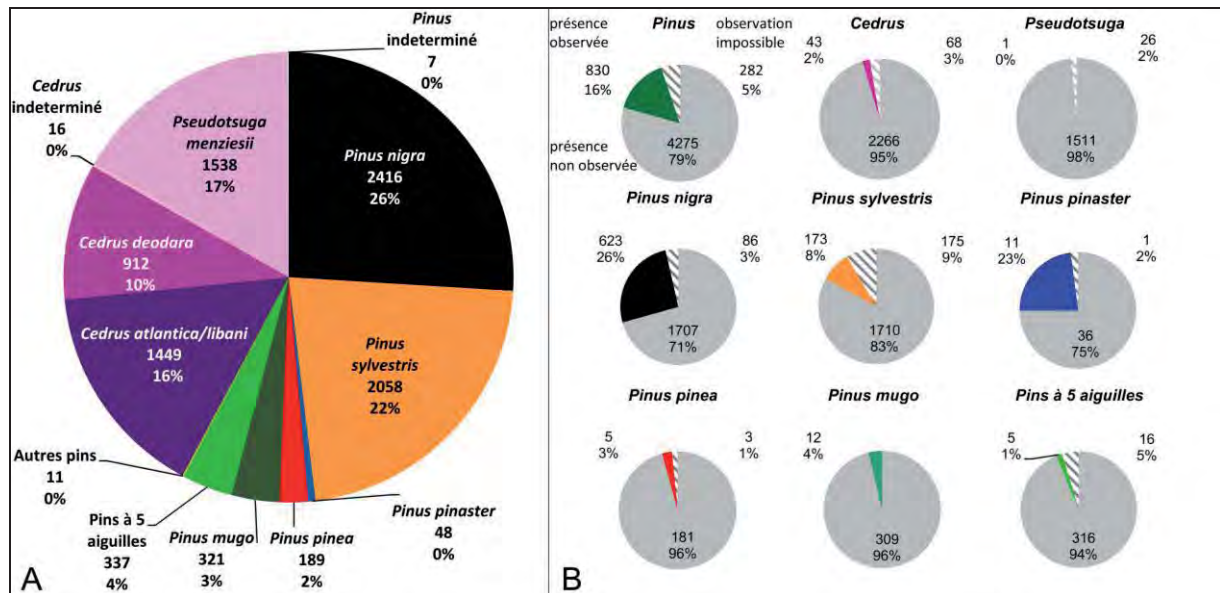 Pinus
indeterminé
7
0%
Cedrus
indeterminé
16
0%
Pseudotsuga
menziesii
1538
17%
Pinus nigra
2416
26%
Cedrus deodara
912
10%
Cedrus atlantica/libani
1449
16%
Pinus
sylvestris
2058
22%
Autres pins
11
0%
Pins à 5
aiguilles
337
4%
Pinus mugo
321
3%
Pinus pinea
189
2%
Pinus pinaster
48
0%
A
présence
observée
Pinus
observation
impossible
830
16%
282
5%
présence
non observée
4275
79%
Cedrus
43
2%
68
3%
2266
95%
Pseudotsuga
1
0%
26
2%
1511
98%
Pinus nigra
623
26%
86
3%
1707
71%
Pinus sylvestris
173
8%
175
9%
1710
83%
Pinus pinaster
11
23%
1
2%
36
75%
Pinus pinea
5
3%
3
1%
181
96%
Pinus mugo
12
4%
309
96%
Pins à 5 aiguilles
5
1%
16
5%
316
94%
B